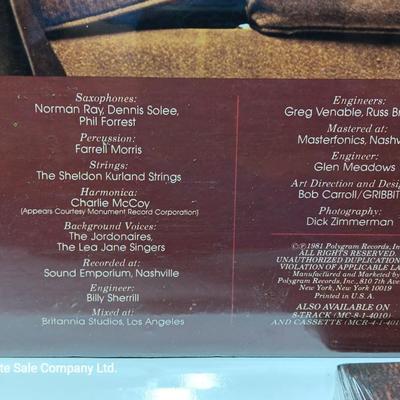 Saxophones:
Norman Ray, Dennis Solee,
Phil Forrest
Percussion:
Farrell Morris
Strings:
The Sheldon Kurland Strings
Harmonica:
Charlie McCoy
(Appears Courtesy Monument Record Corporation)
Background Voices:
The Jordonaires,
The Lea Jane Singers
Recorded at:
Sound Emporium, Nashville
Engineer:
Billy Sherrill
Mixed at:
Britannia Studios, Los Angeles
Engineers:
Greg Venable, Russ
Mastered at:
Masterfonics,
Engineer:
Glen Meadows
Art Direction and
Bob Carroll/GRIBBIT
Photography:
Dick Zimmerman
©℗1981 Polygram Records,
ALL RIGHTS RESERVED.
UNAUTHORIZED
VIOLATION OF APPLICABLE
Manufactured and Marketed by
Polygram Records, Inc., 810 7th
New York, New York 10019
Printed in U.S.A.
ALSO AVAILABLE ON
8-TRACK (MC-8-1-4010)
AND CASSETTE
te Sale Company Ltd.